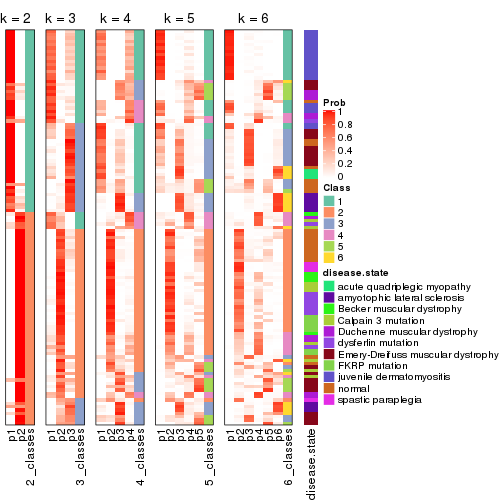 k = 2 k = 3 k = 4 k = 5 k = 6
Prob
1
0.8
0.6
0.4
0.2
0
Class
1
2
3
4
5
6
disease.state
acute quadriplegic myopathy
amyotophic lateral sclerosis
Becker muscular dystrophy
Calpain 3 mutation
Duchenne muscular dystrophy
dysferlin mutation
Emery-Dreifuss muscular dystrophy
FKRP mutation
juvenile dermatomyositis
normal
spastic paraplegia
p1 p2 2_classes p1 p2 p3 3_classes p1 p2 p3 p4 4_classes p1 p2 p3 p4 p5 5_classes p1 p2 p3 p4 p5 p6 6_classes disease.state